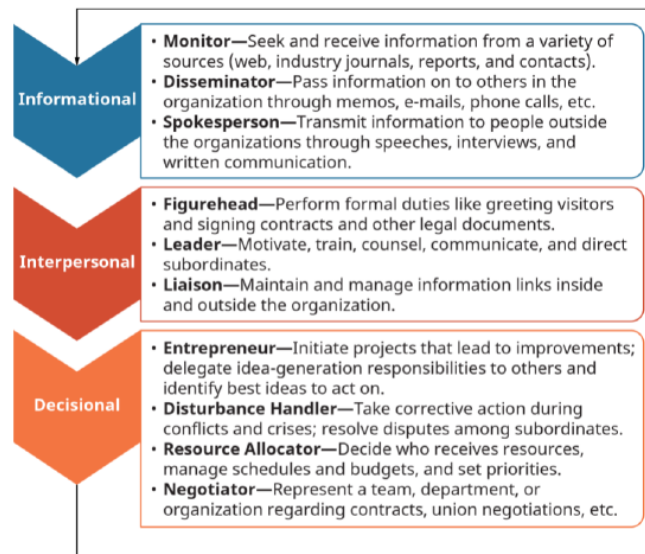 Informational
• Monitor—Seek and receive information from a variety of
sources (web, industry journals, reports, and contacts).
• Disseminator—Pass information on to others in the
organization through memos, e-mails, phone calls, etc.
• Spokesperson—Transmit information to people outside
the organizations through speeches, interviews, and
written communication.
Interpersonal
• Figurehead—Perform formal duties like greeting visitors
and signing contracts and other legal documents.
• Leader—Motivate, train, counsel, communicate, and direct
subordinates.
• Liaison—Maintain and manage information links inside
and outside the organization.
Decisional
• Entrepreneur—Initiate projects that lead to improvements;
delegate idea-generation responsibilities to others and
identify best ideas to act on.
• Disturbance Handler—Take corrective action during
conflicts and crises; resolve disputes among subordinates.
• Resource Allocator—Decide who receives resources,
manage schedules and budgets, and set priorities.
• Negotiator—Represent a team, department, or
organization regarding contracts, union negotiations, etc.